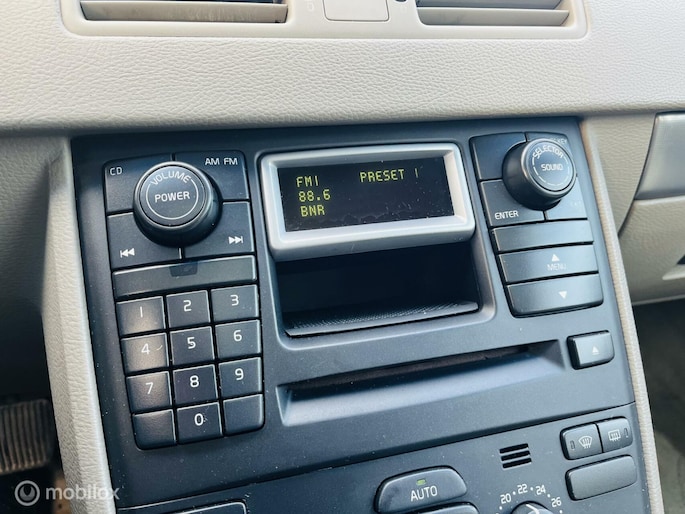 CD
AM FM
VOLUME
POWER
FM1 PRESET 1
88.6
BNR
SELECTOR
SOUND
ENTER
MENU
1 2 3
4 5 6
7 8 9
0
AUTO
20 22 24 26
mobilox